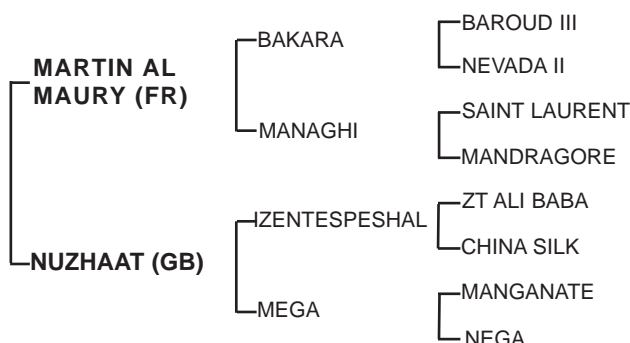 BAROUD III
BAKARA
NEVADA II
MARTIN AL
MAURY (FR)
SAINT LAURENT
MANAGHI
MANDRAGORE
ZT ALI BABA
IZENTESPESHAL
CHINA SILK
NUZHAAT (GB)
MANGANATE
MEGA
NEGA